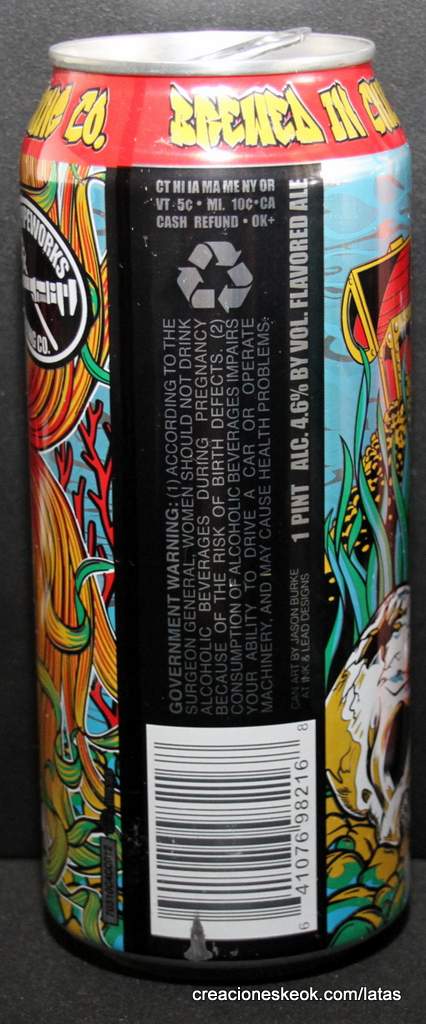 NG CO.
BREWED IN
PEWORKS
NG CO.
CT HI IA MA ME NY OR
VT 5¢ • MI. 10¢ • CA
CASH REFUND • OK+
GOVERNMENT WARNING: (1) ACCORDING TO THE
SURGEON GENERAL, WOMEN SHOULD NOT DRINK
ALCOHOLIC BEVERAGES DURING PREGNANCY
BECAUSE OF THE RISK OF BIRTH DEFECTS. (2)
CONSUMPTION OF ALCOHOLIC BEVERAGES IMPAIRS
YOUR ABILITY TO DRIVE A CAR OR OPERATE
MACHINERY, AND MAY CAUSE HEALTH PROBLEMS.
1 PINT ALC. 4.6% BY VOL. FLAVORED ALE
CAN ART BY JASON BURKE
AT INK & LEAD DESIGNS
6 41076 98216 8
creacioneskeok.com/latas